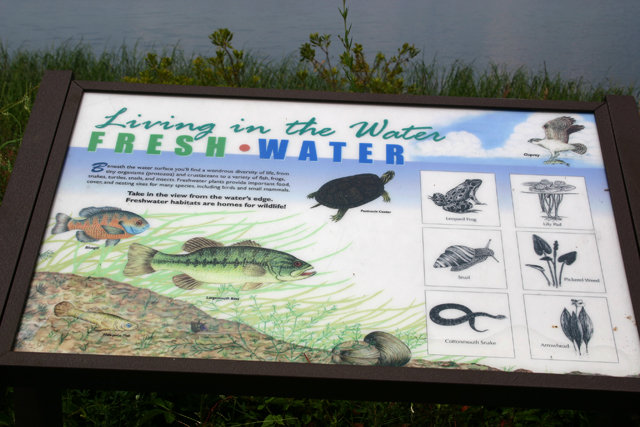 Living in the Water
FRESH • WATER
Beneath the water surface you'll find a wondrous diversity of life, from
tiny organisms (protozoa) and crustaceans to a variety of fish, frogs,
snakes, turtles, snails, and insects. Freshwater plants provide important food,
cover, and nesting sites for many species, including birds and small mammals.
Take in the view from the water's edge.
Freshwater habitats are homes for wildlife!
Osprey
Bluegill
Largemouth Bass
Leopard Frog
Lily Pad
Snail
Pickerel Weed
Cottonmouth Snake
Arrowhead